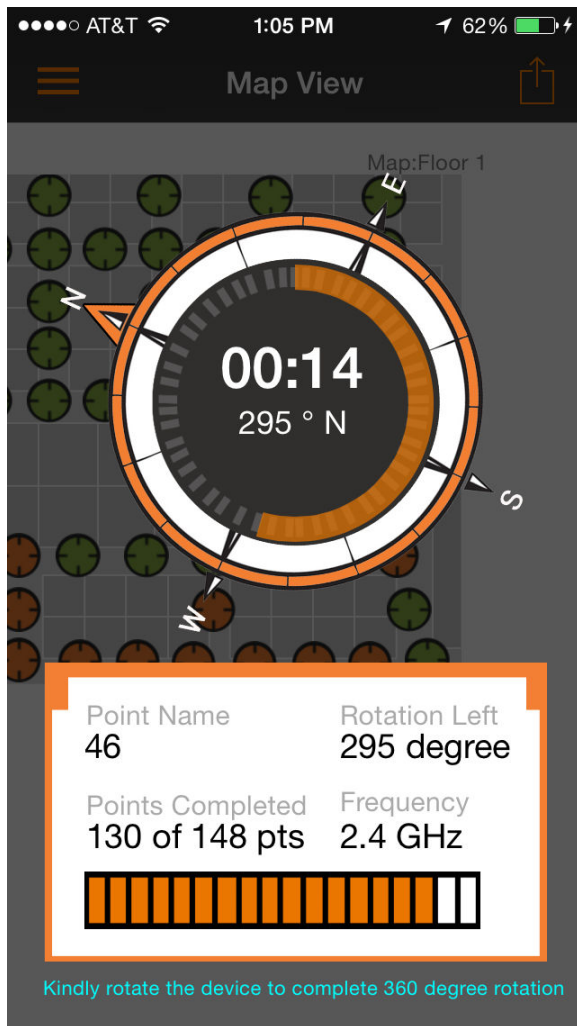 AT&T 1:05 PM 62%
Map View
Map:Floor 1
E
N
00:14
295 ° N
S
W
Point Name Rotation Left
46 295 degree
Points Completed Frequency
130 of 148 pts 2.4 GHz
Kindly rotate the device to complete 360 degree rotation